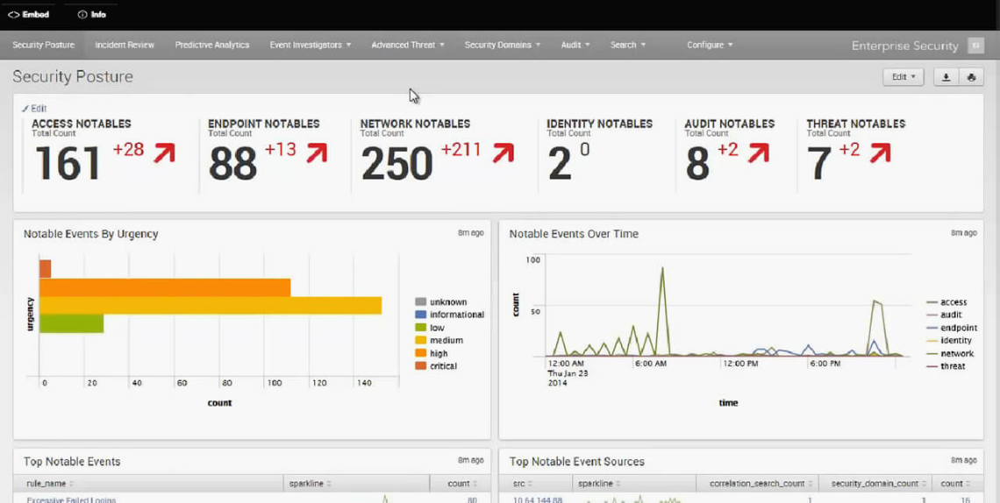 <> Embed Info
Security Posture Incident Review Predictive Analytics Event Investigators Advanced Threat Security Domains Audit Search Configure Enterprise Security ES
Security Posture Edit
Edit
ACCESS NOTABLES ENDPOINT NOTABLES NETWORK NOTABLES IDENTITY NOTABLES AUDIT NOTABLES THREAT NOTABLES
Total Count Total Count Total Count Total Count Total Count Total Count
161 +28 88 +13 250 +211 2 0 8 +2 7 +2
Notable Events By Urgency 8m ago
urgency
unknown
informational
low
medium
high
critical
0 20 40 60 80 100 120 140
count
Notable Events Over Time 8m ago
100
50
count
access
audit
endpoint
identity
network
threat
12:00 AM 6:00 AM 12:00 PM 6:00 PM
Thu Jan 23
2014
time
Top Notable Events 8m ago
rule_name sparkline count
Excessive Failed Logins 80
Top Notable Event Sources 8m ago
src sparkline correlation_search_count security_domain_count count
10.64.144.88 1 1 16